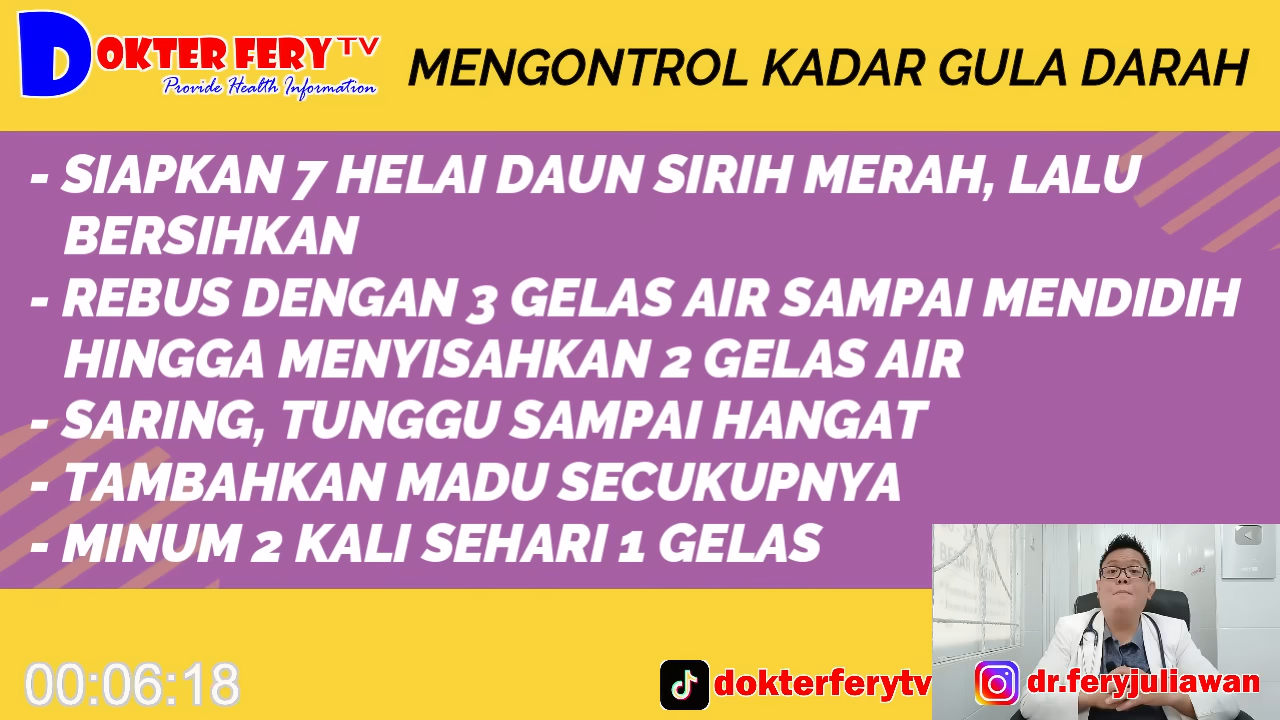 DOKTER FERY TV
Provide Health Information
MENGONTROL KADAR GULA DARAH
- SIAPKAN 7 HELAI DAUN SIRIH MERAH, LALU
BERSIHKAN
- REBUS DENGAN 3 GELAS AIR SAMPAI MENDIDIH
HINGGA MENYISAHKAN 2 GELAS AIR
- SARING, TUNGGU SAMPAI HANGAT
- TAMBAHKAN MADU SECUKUPNYA
- MINUM 2 KALI SEHARI 1 GELAS
00:06:18
dokterferytv
dr.feryjuliawan